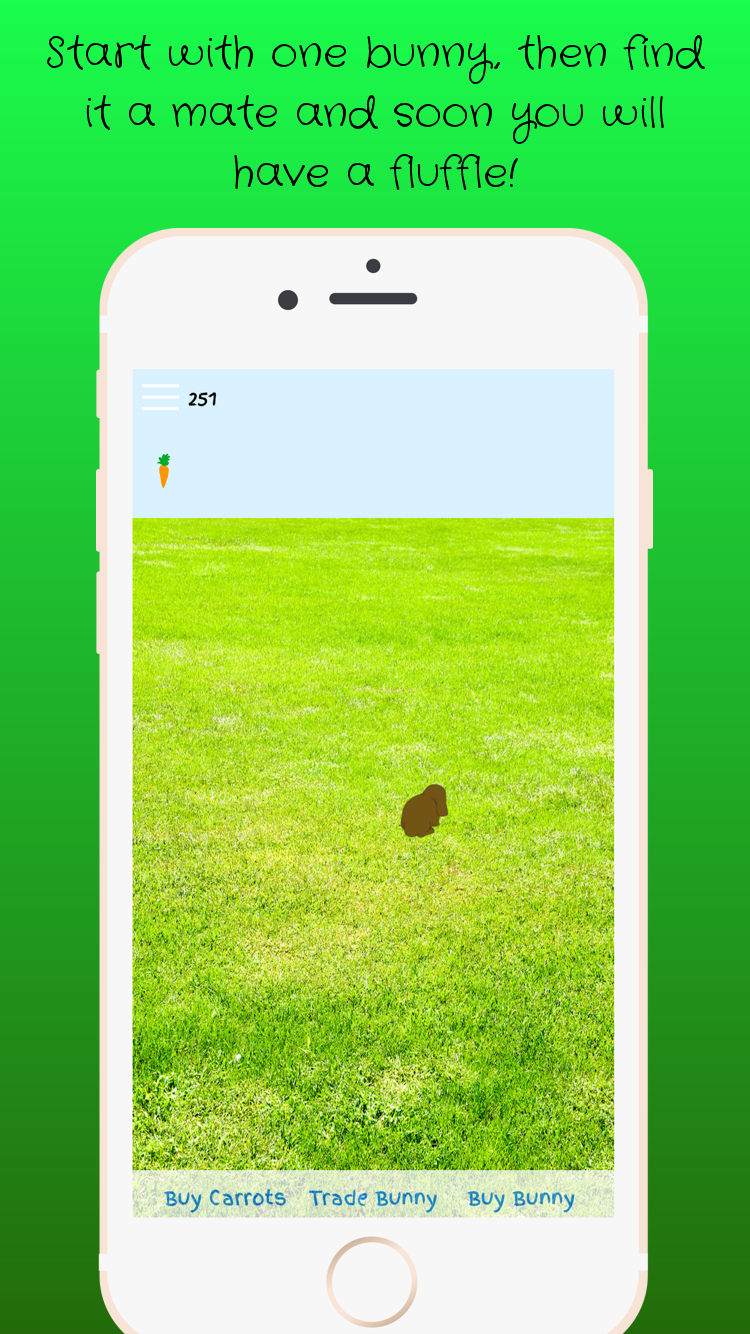 Start with one bunny, then find
it a mate and soon you will
have a fluffle!
251
Buy Carrots Trade Bunny Buy Bunny